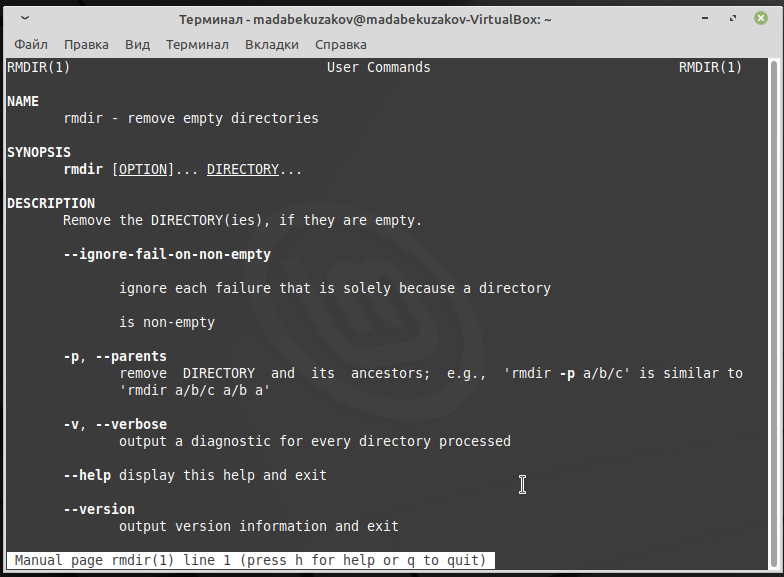 Терминал - madabekuzakov@madabekuzakov-VirtualBox: ~
Файл Правка Вид Терминал Вкладки Справка
RMDIR(1) User Commands RMDIR(1)
NAME
rmdir - remove empty directories
SYNOPSIS
rmdir [OPTION]... DIRECTORY...
DESCRIPTION
Remove the DIRECTORY(ies), if they are empty.
--ignore-fail-on-non-empty
ignore each failure that is solely because a directory
is non-empty
-p, --parents
remove DIRECTORY and its ancestors; e.g., 'rmdir -p a/b/c' is similar to
'rmdir a/b/c a/b a'
-v, --verbose
output a diagnostic for every directory processed
--help display this help and exit
--version
output version information and exit
Manual page rmdir(1) line 1 (press h for help or q to quit)